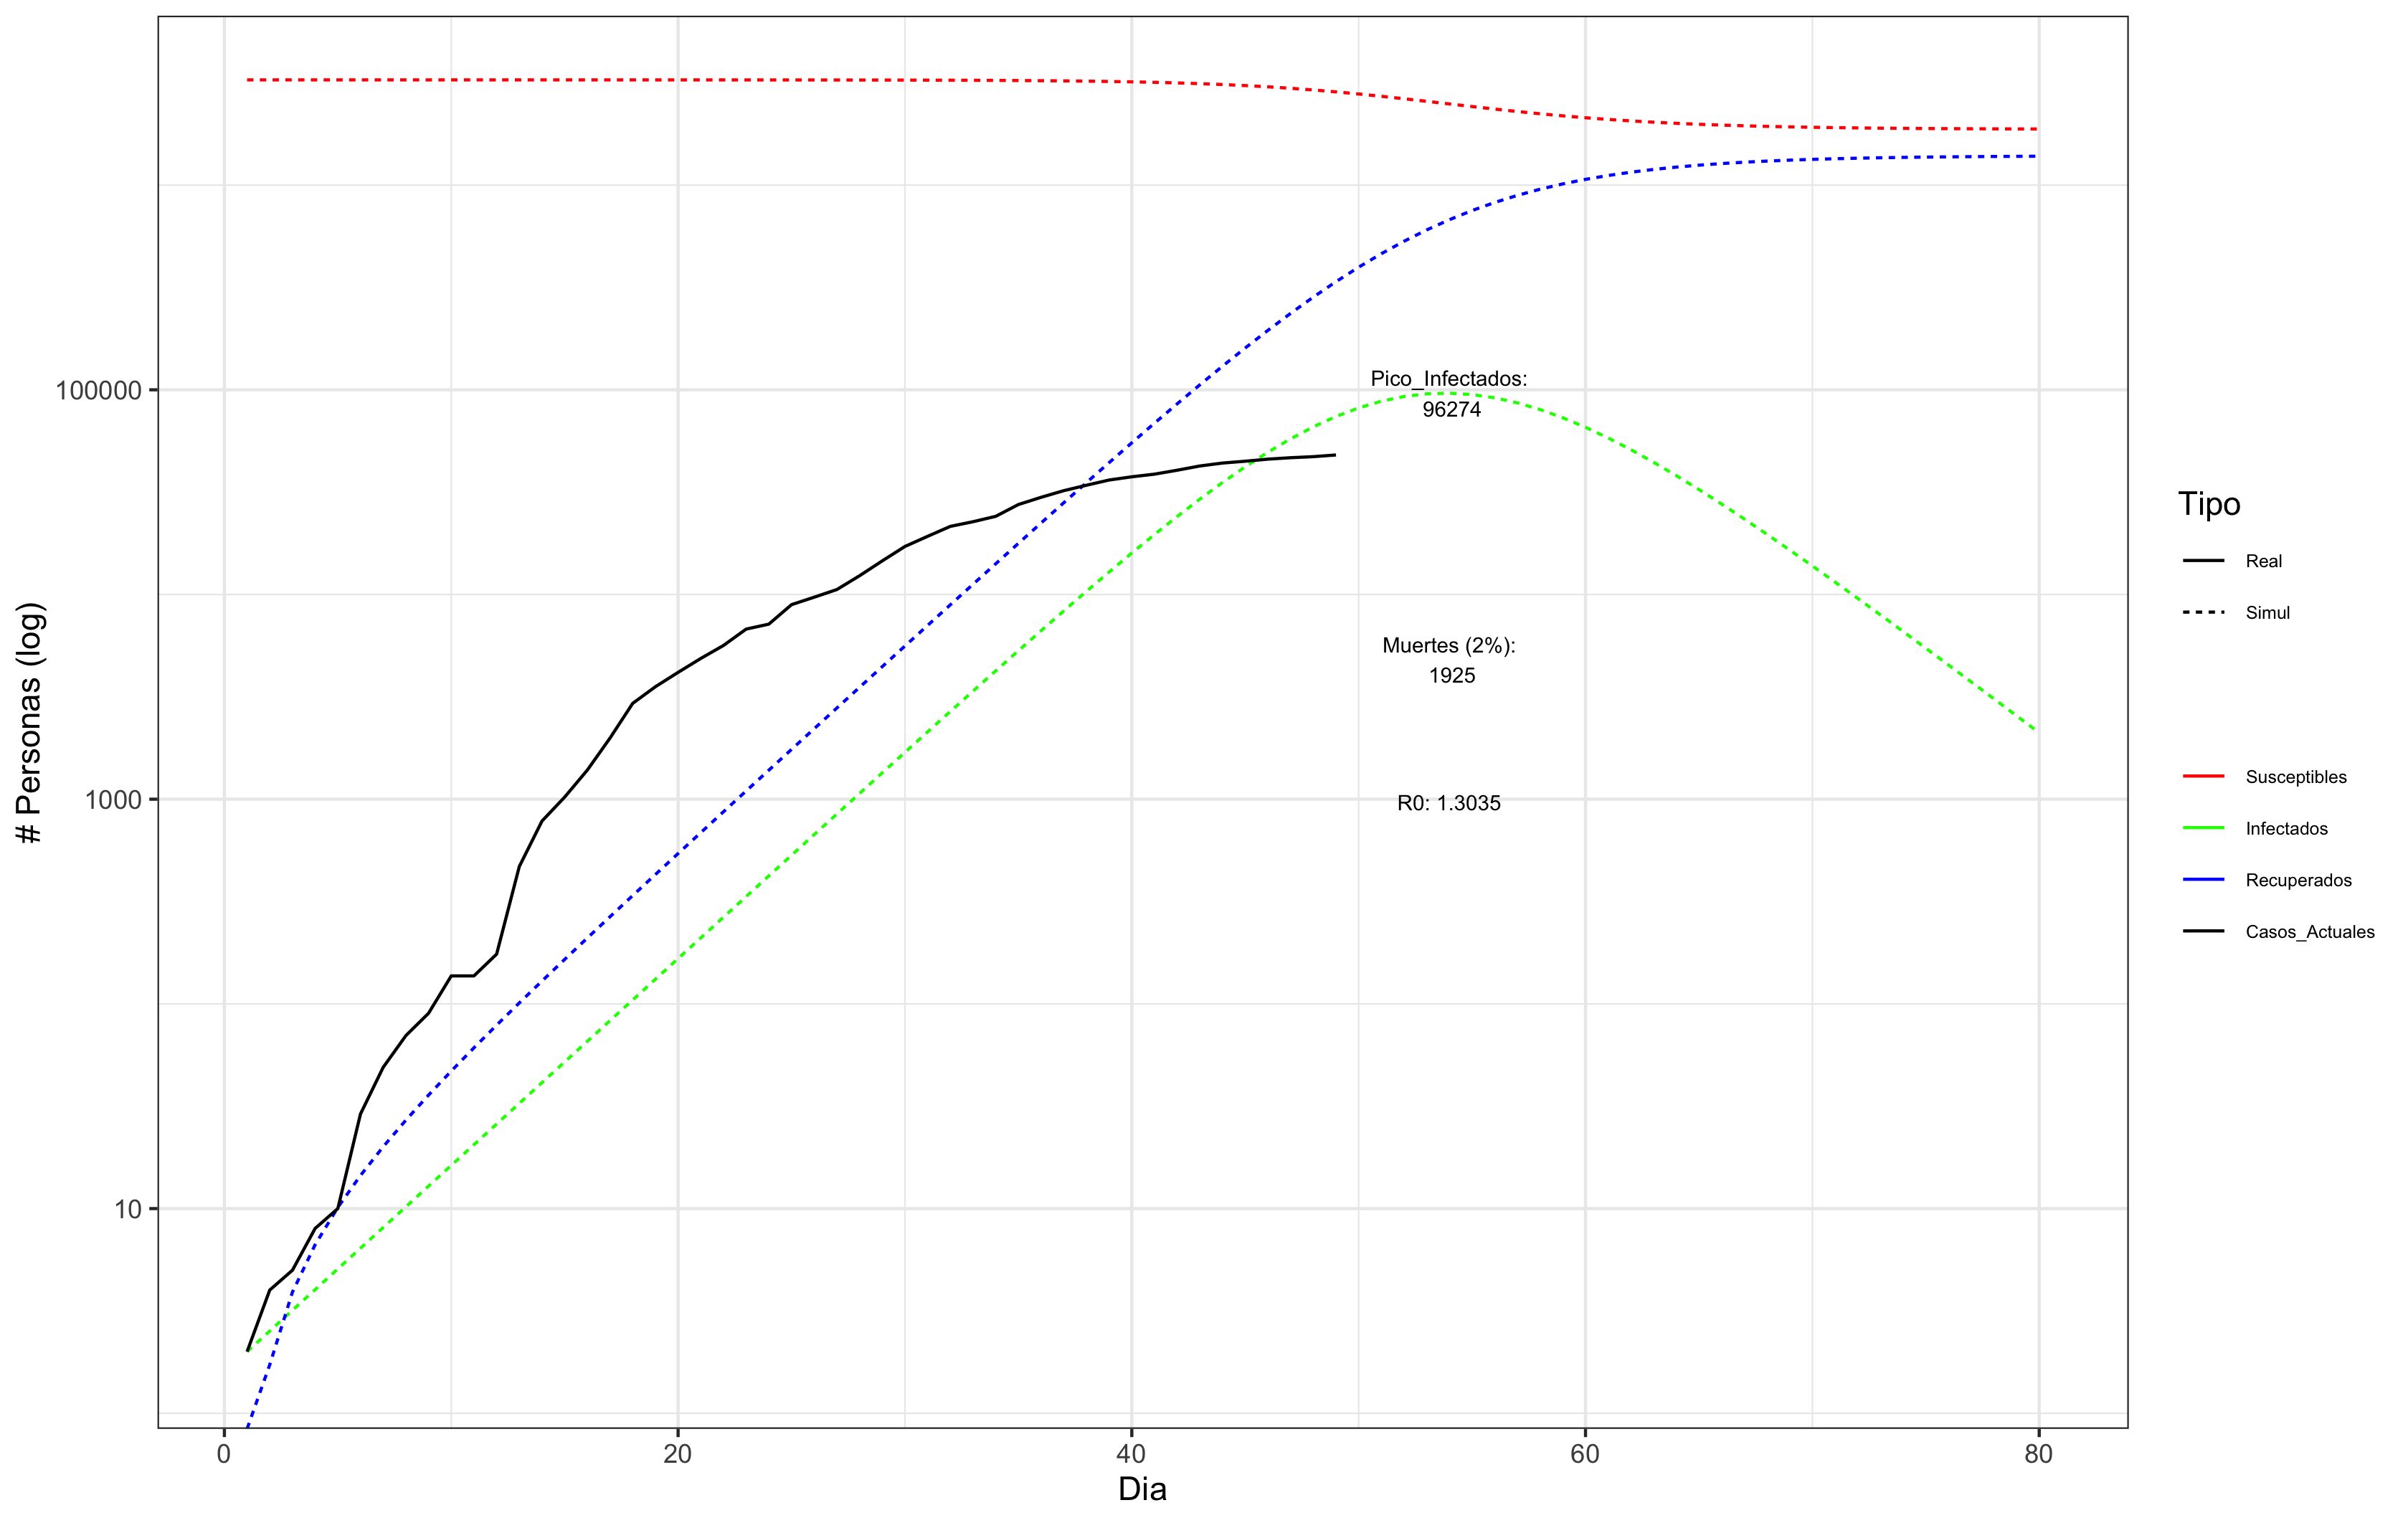 # Personas (log)
100000
1000
10
Pico_Infectados:
96274
Muertes (2%):
1925
R0: 1.3035
0
20
40
60
80
Dia
Tipo
Real
Simul
Susceptibles
Infectados
Recuperados
Casos_Actuales